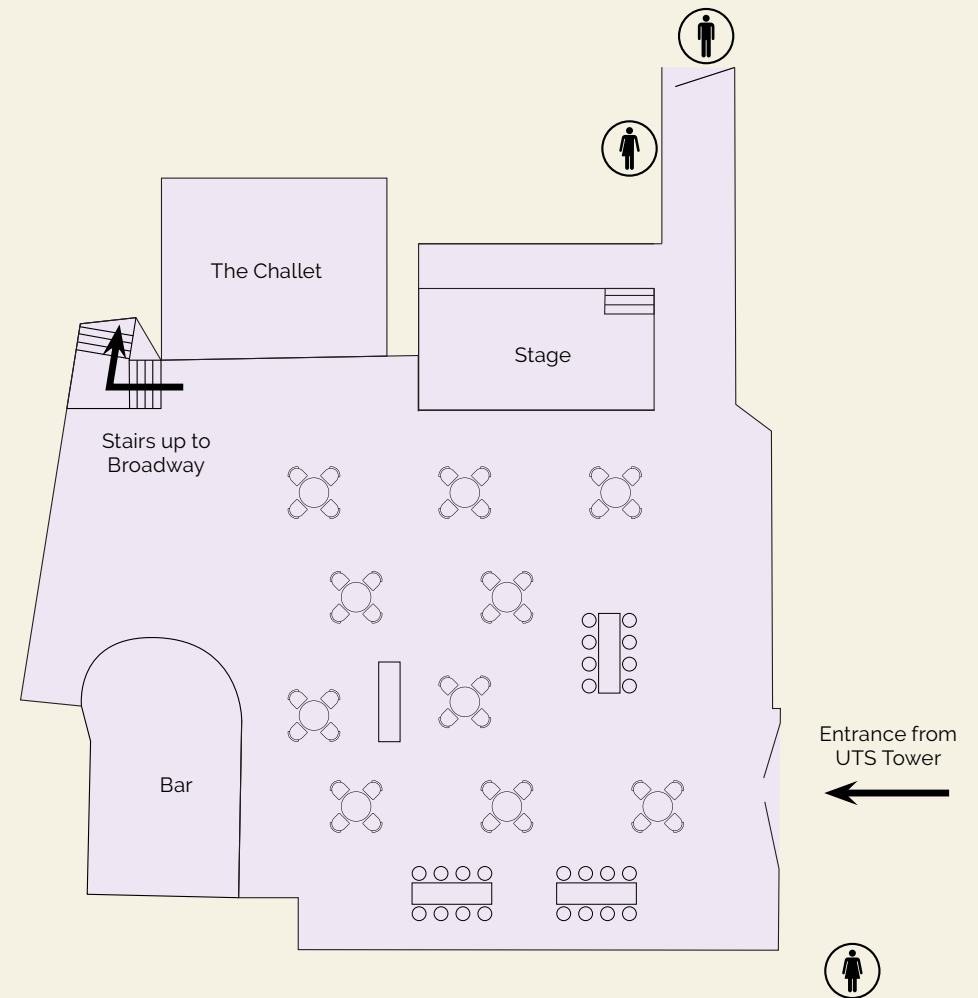 The Challet
Stage
Stairs up to
Broadway
Entrance from
UTS Tower
Bar